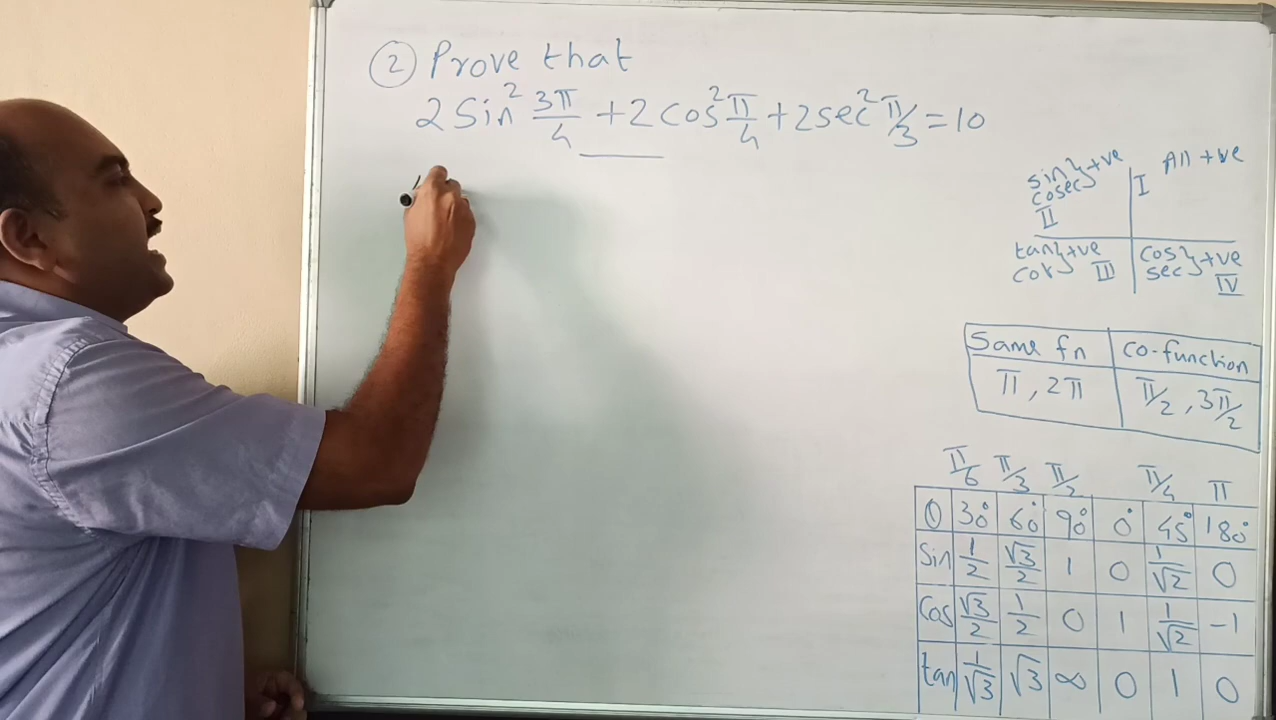 ② Prove that
2 Sin² 3π/4 + 2 cos² π/4 + 2 sec² π/3 = 10
sin } +ve
cosec
II
I All +ve
tan } +ve
cot III
cos } +ve
sec IV
Same fn co-function
π , 2π π/2 , 3π/2
π/6 π/3 π/2 π/4 π
θ 30° 60° 90° 0° 45° 180°
Sin 1/2 √3/2 1 0 1/√2 0
Cos √3/2 1/2 0 1 1/√2 -1
tan 1/√3 √3 ∞ 0 1 0